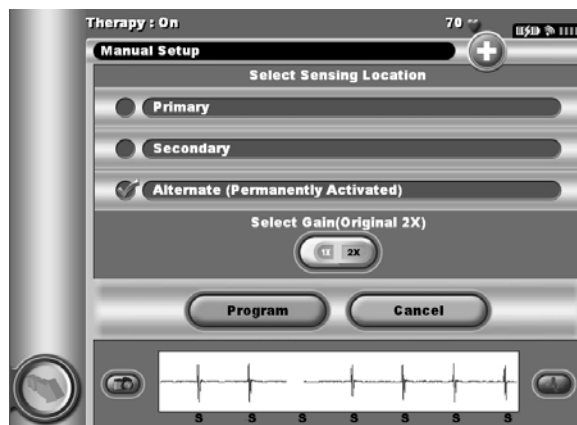 Therapy : On
70
Manual Setup
Select Sensing Location
Primary
Secondary
Alternate (Permanently Activated)
Select Gain(Original 2X)
1X 2X
Program Cancel
S S S S S S S